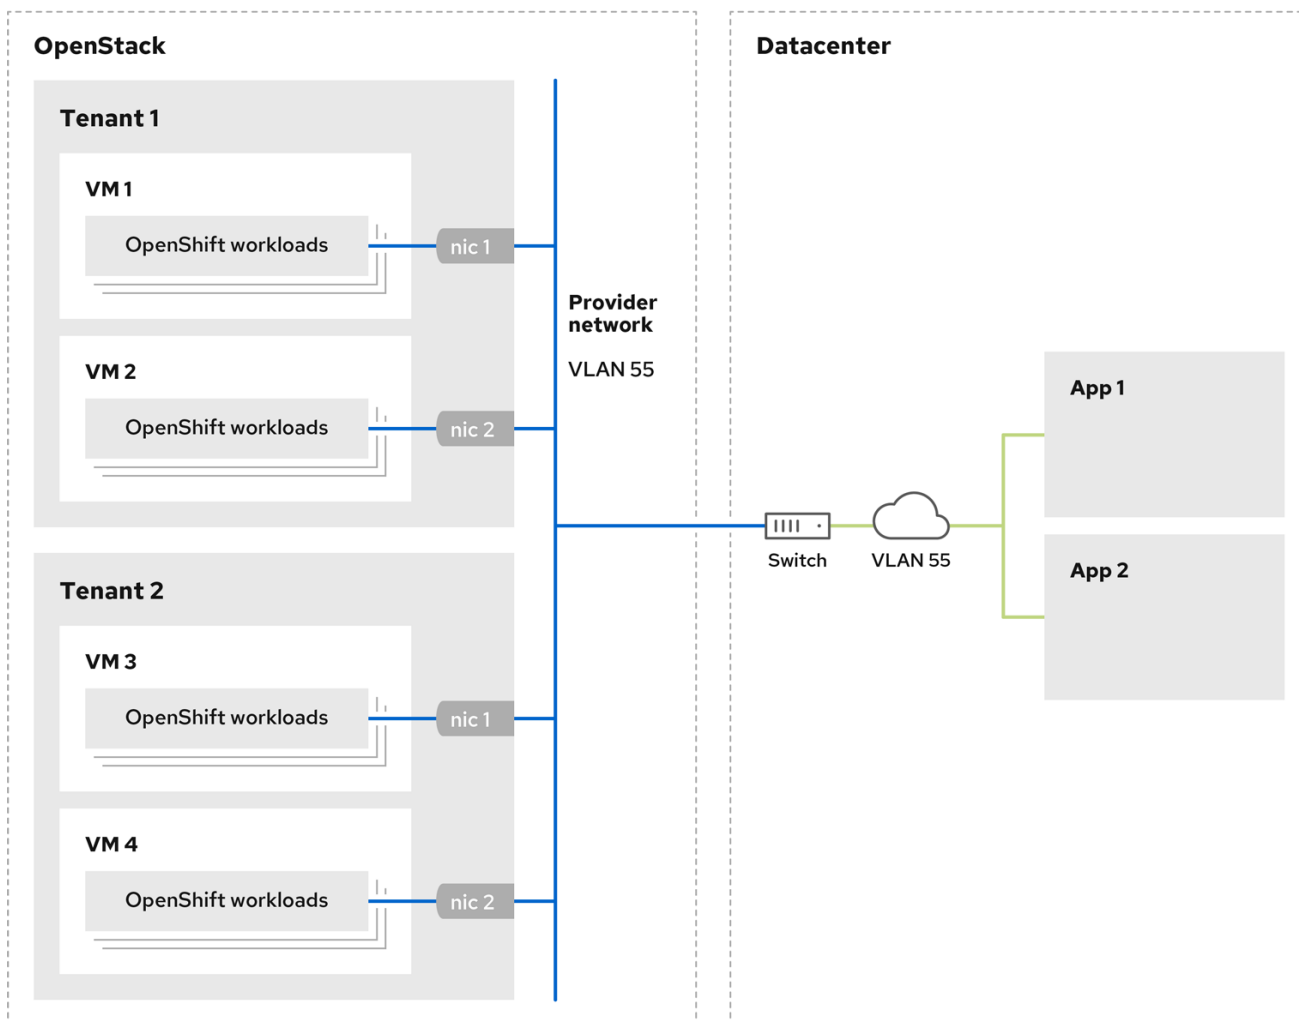 OpenStack
Tenant 1
VM 1
OpenShift workloads
nic 1
VM 2
OpenShift workloads
nic 2
Provider
network
VLAN 55
Tenant 2
VM 3
OpenShift workloads
nic 1
VM 4
OpenShift workloads
nic 2
Datacenter
Switch
VLAN 55
App 1
App 2